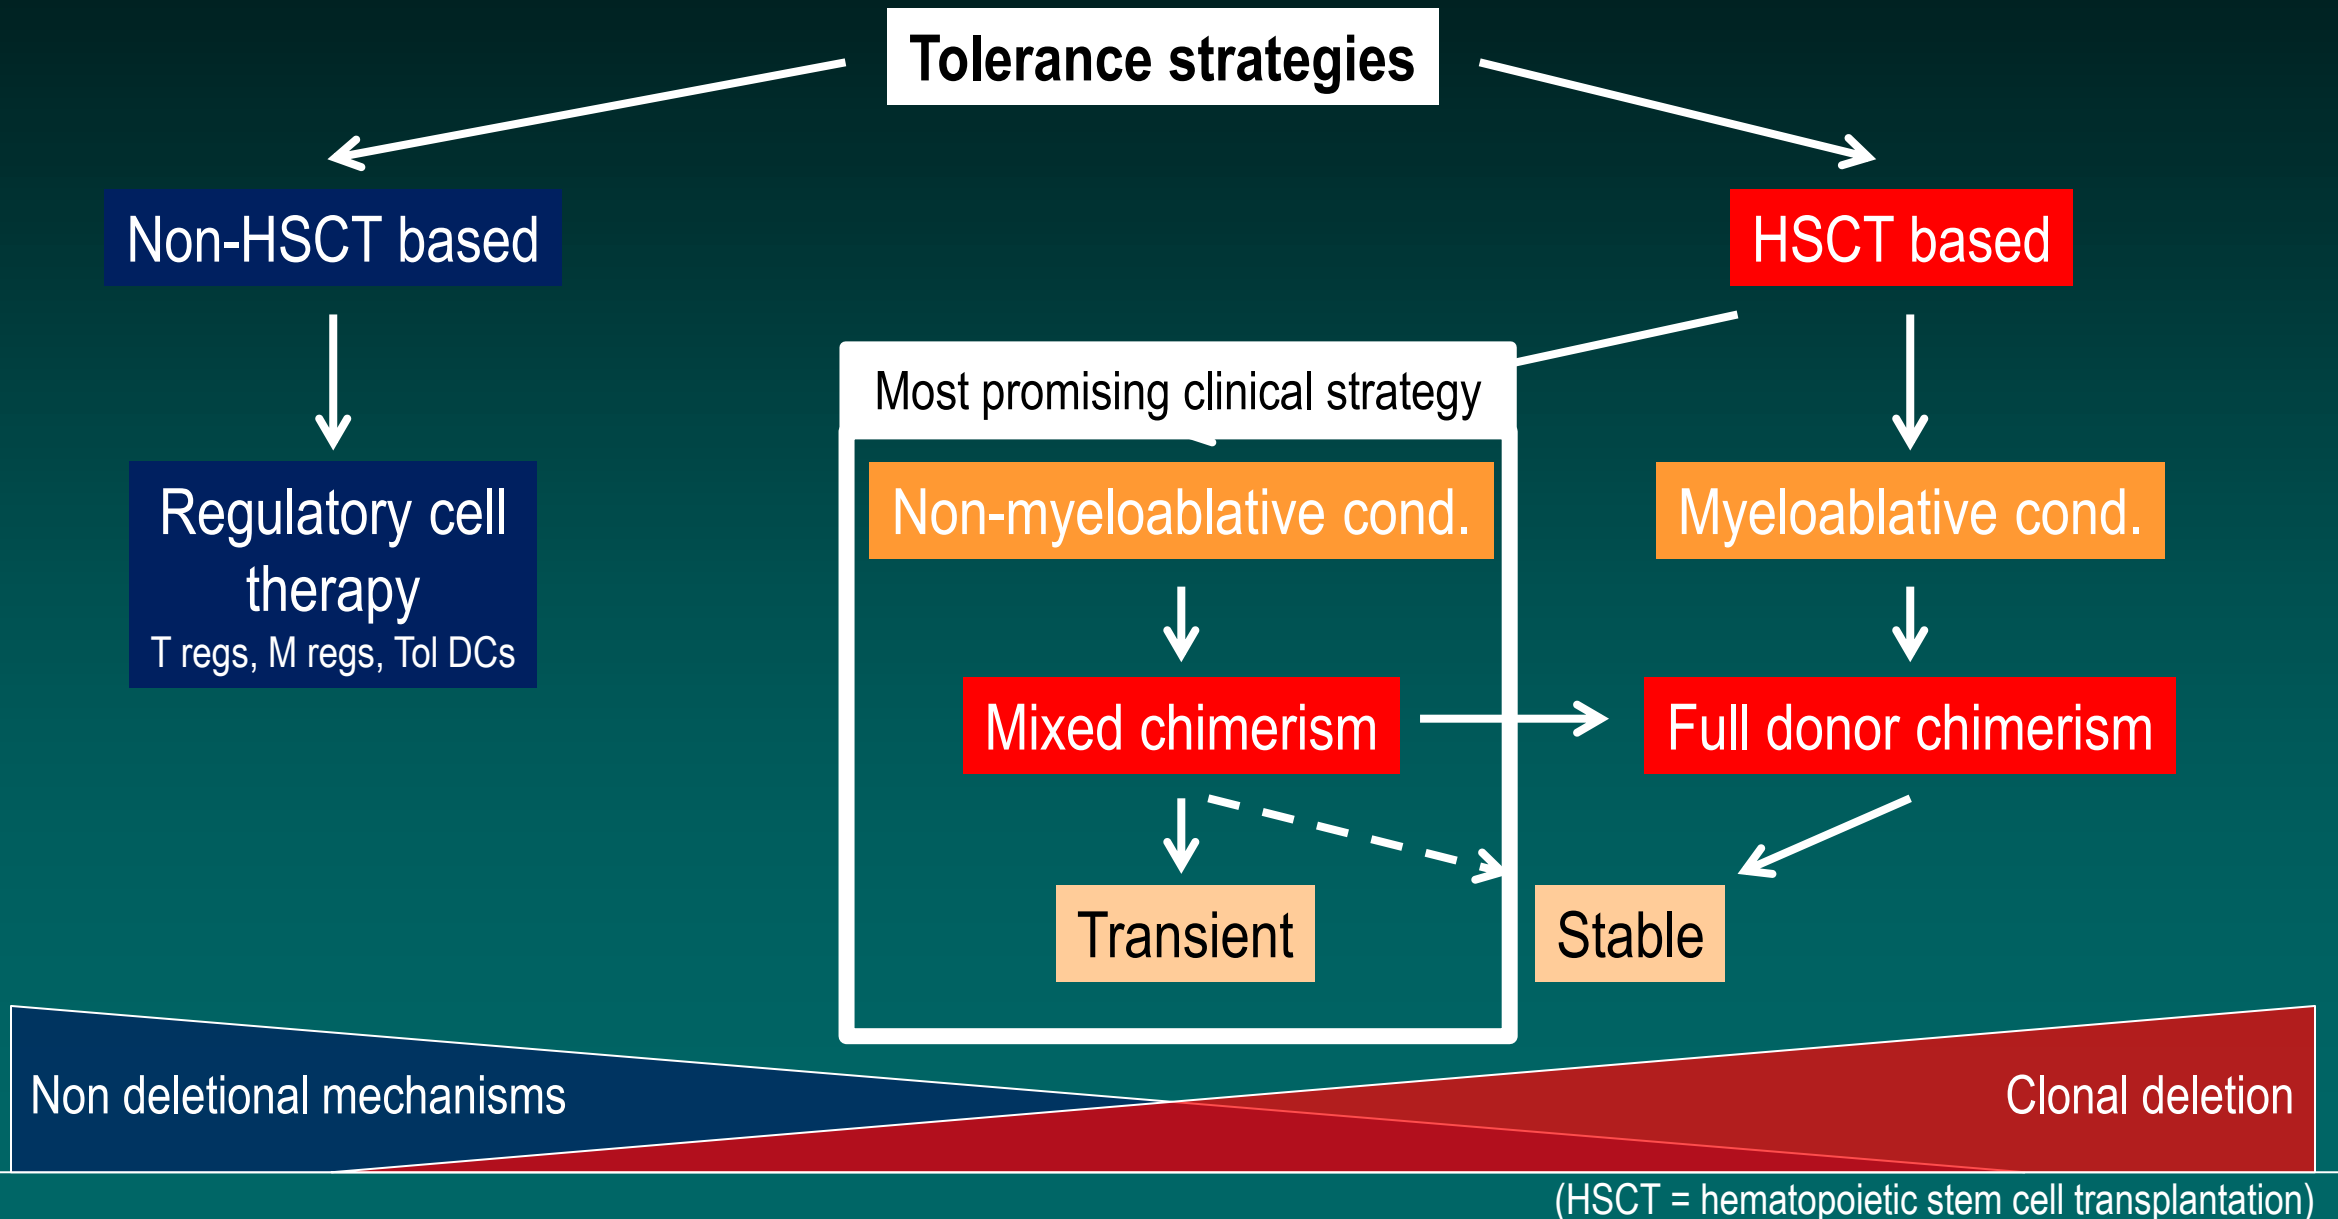 Tolerance strategies
Non-HSCT based
HSCT based
Most promising clinical strategy
Regulatory cell
therapy
T regs, M regs, Tol DCs
Non-myeloablative cond.
Myeloablative cond.
Mixed chimerism
Full donor chimerism
Transient
Stable
Non deletional mechanisms
Clonal deletion
(HSCT = hematopoietic stem cell transplantation)